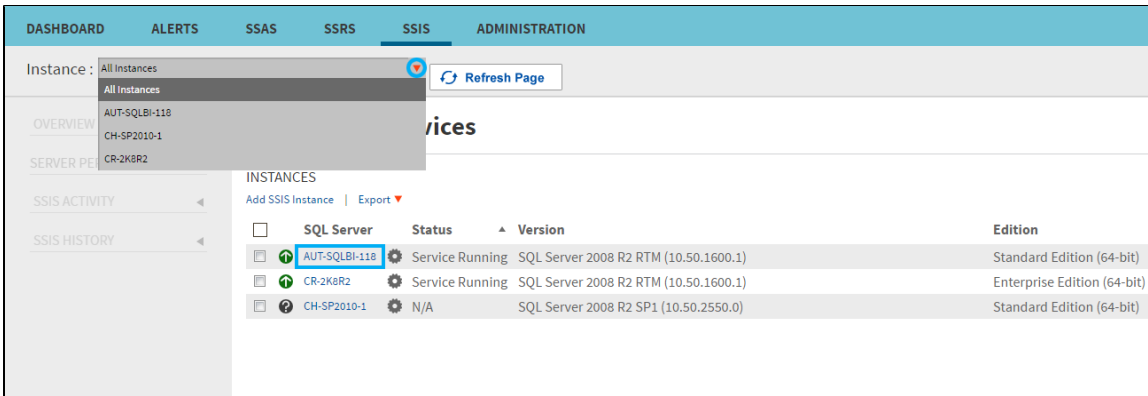 DASHBOARD ALERTS SSAS SSRS SSIS ADMINISTRATION
Instance : All Instances Refresh Page
All Instances
AUT-SQLBI-118
CH-SP2010-1
CR-2K8R2
OVERVIEW
SERVER PE
SSIS ACTIVITY
SSIS HISTORY
vices
INSTANCES
Add SSIS Instance | Export
SQL Server Status Version Edition
AUT-SQLBI-118 Service Running SQL Server 2008 R2 RTM (10.50.1600.1) Standard Edition (64-bit)
CR-2K8R2 Service Running SQL Server 2008 R2 RTM (10.50.1600.1) Enterprise Edition (64-bit)
CH-SP2010-1 N/A SQL Server 2008 R2 SP1 (10.50.2550.0) Standard Edition (64-bit)